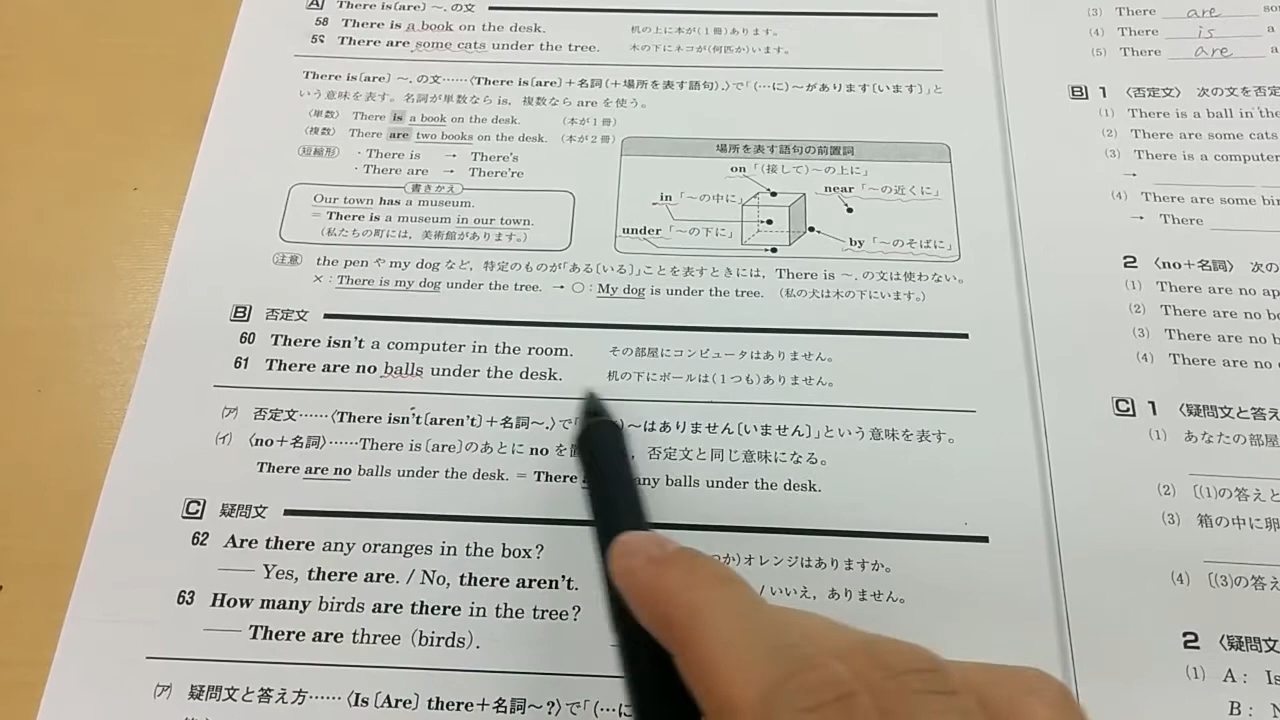 A There is(are) ~. の文
58 There is a book on the desk. 机の上に本が(1冊)あります。
There are some cats under the tree. 木の下にネコが(何匹か)います。
There is〔are〕~. の文……〈There is〔are〕+名詞(+場所を表す語句).〉で「(…に)~があります〔います〕」と
いう意味を表す。名詞が単数なら is, 複数なら are を使う。
〈単数〉 There is a book on the desk. (本が1冊)
〈複数〉 There are two books on the desk. (本が2冊)
短縮形 ・There is → There's
・There are → There're
書きかえ
Our town has a museum.
= There is a museum in our town.
(私たちの町には，美術館があります。)
場所を表す語句の前置詞
on「(接して)~の上に」
near「~の近くに」
in「~の中に」
under「~の下に」
by「~のそばに」
注意 the pen や my dog など，特定のものが「ある〔いる〕」ことを表すときには，There is ~. の文は使わない。
×：There is my dog under the tree. → ○：My dog is under the tree. (私の犬は木の下にいます。)
B 否定文
60 There isn't a computer in the room. その部屋にコンピュータはありません。
61 There are no balls under the desk. 机の下にボールは(1つも)ありません。
(ア) 否定文……〈There isn't〔aren't〕+名詞~.〉で「 ~はありません〔いません〕」という意味を表す。
(イ) 〈no+名詞〉……There is〔are〕のあとに no を 否定文と同じ意味になる。
There are no balls under the desk. = There any balls under the desk.
C 疑問文
62 Are there any oranges in the box? か)オレンジはありますか。
—— Yes, there are. / No, there aren't. / いいえ，ありません。
63 How many birds are there in the tree?
—— There are three (birds).
(ア) 疑問文と答え方……〈Is〔Are〕there+名詞~?〉で「(…に
(3) There are
(4) There is a
(5) There are a
B 1 〈否定文〉 次の文を否定
(1) There is a ball in the
(2) There are some cats
(3) There is a computer
→
(4) There are some bir
→ There
2 〈no+名詞〉 次の
(1) There are no ap
(2) There are no bo
(3) There are no b
(4) There are no
C 1 〈疑問文と答え
(1) あなたの部屋
(2) 〔(1)の答えと
(3) 箱の中に卵
(4) 〔(3)の答え
2 〈疑問文
(1) A : Is
B : N